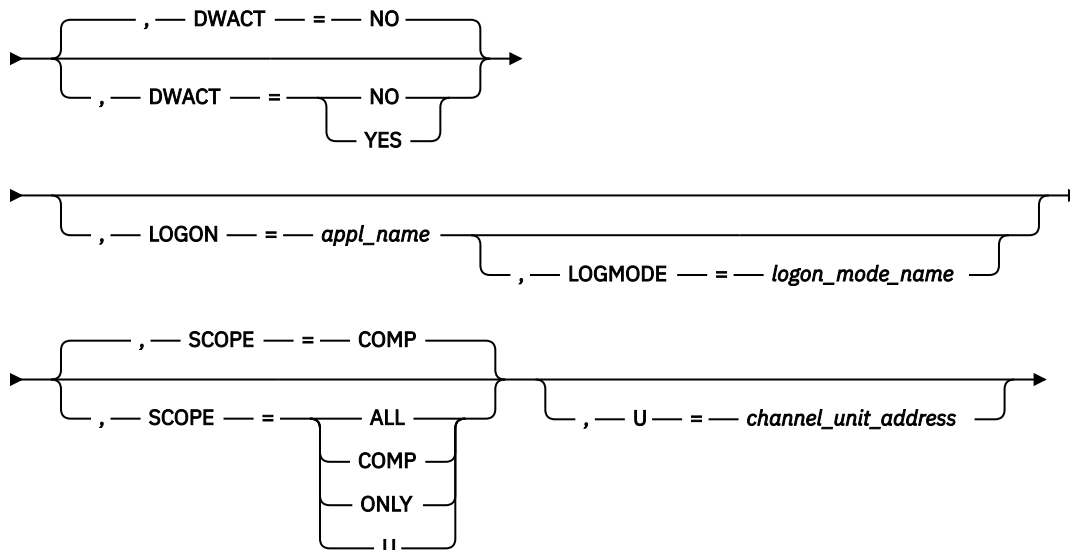 , DWACT = NO
, DWACT = NO
YES
, LOGON = appl_name
, LOGMODE = logon_mode_name
, SCOPE = COMP
, SCOPE = ALL
, U = channel_unit_address
COMP
ONLY
U